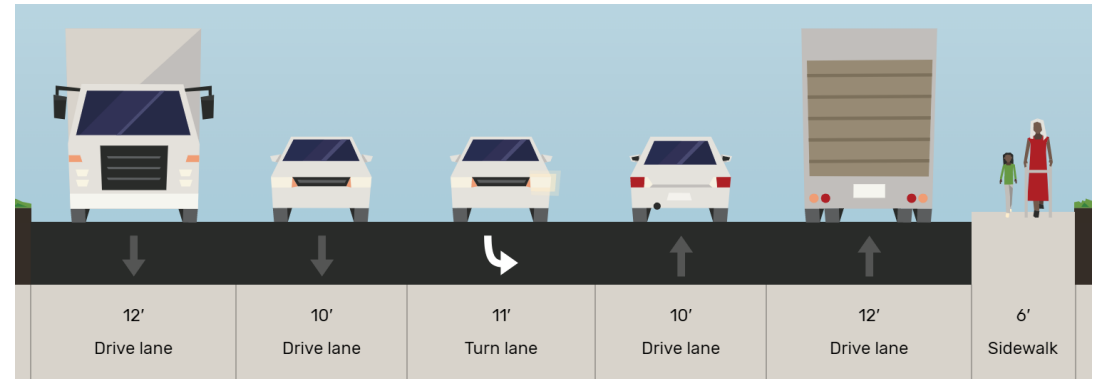 12′
Drive lane
10′
Drive lane
11′
Turn lane
10′
Drive lane
12′
Drive lane
6′
Sidewalk